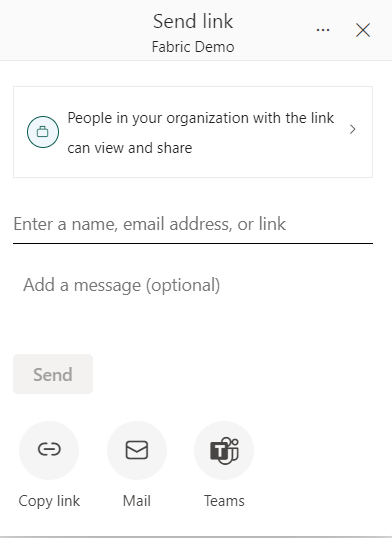 Send link
Fabric Demo
People in your organization with the link
can view and share
Enter a name, email address, or link
Add a message (optional)
Send
Copy link
Mail
Teams